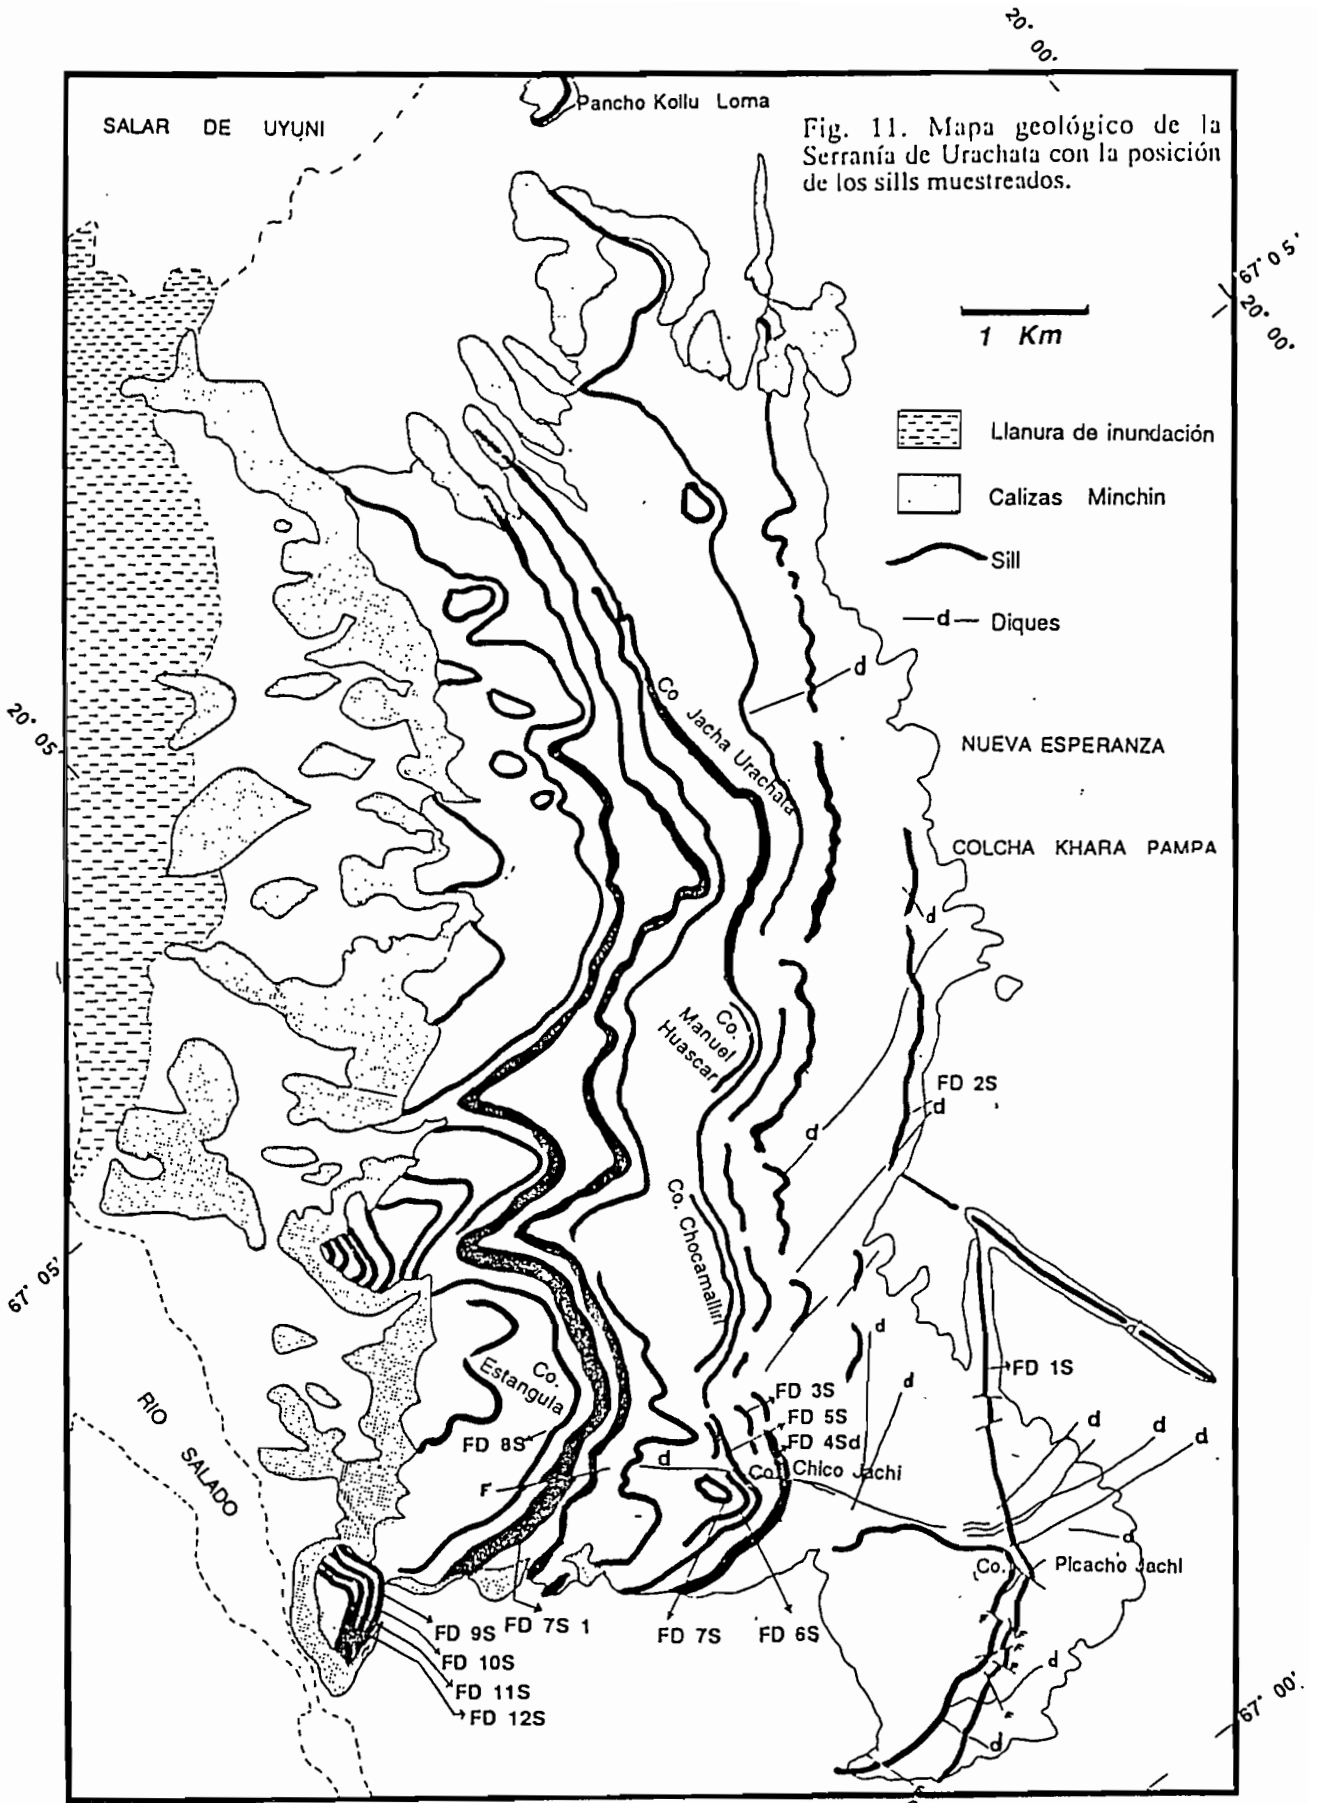 20° 00'
SALAR DE UYUNI
Pancho Kollu Loma
Fig. 11. Mapa geológico de la
Serranía de Urachata con la posición
de los sills muestreados.
67° 05'
20° 00'
1 Km
Llanura de inundación
Calizas Minchin
Sill
d Diques
d
Co Jacha Urachata
20° 05'
NUEVA ESPERANZA
COLCHA KHARA PAMPA
d
Co.
Manuel
Huascar
FD 2S
d
d
Co. Chocamalliri
67° 05'
d
d
FD 1S
Co.
Estangula
d
FD 3S
FD 5S
FD 4Sd
FD 8S
d
d
d
d
Co. Chico Jachi
F
RIO
SALADO
d
Co. Picacho Jachi
FD 9S
FD 7S 1
FD 7S
FD 6S
FD 10S
FD 11S
FD 12S
d
d
67° 00'